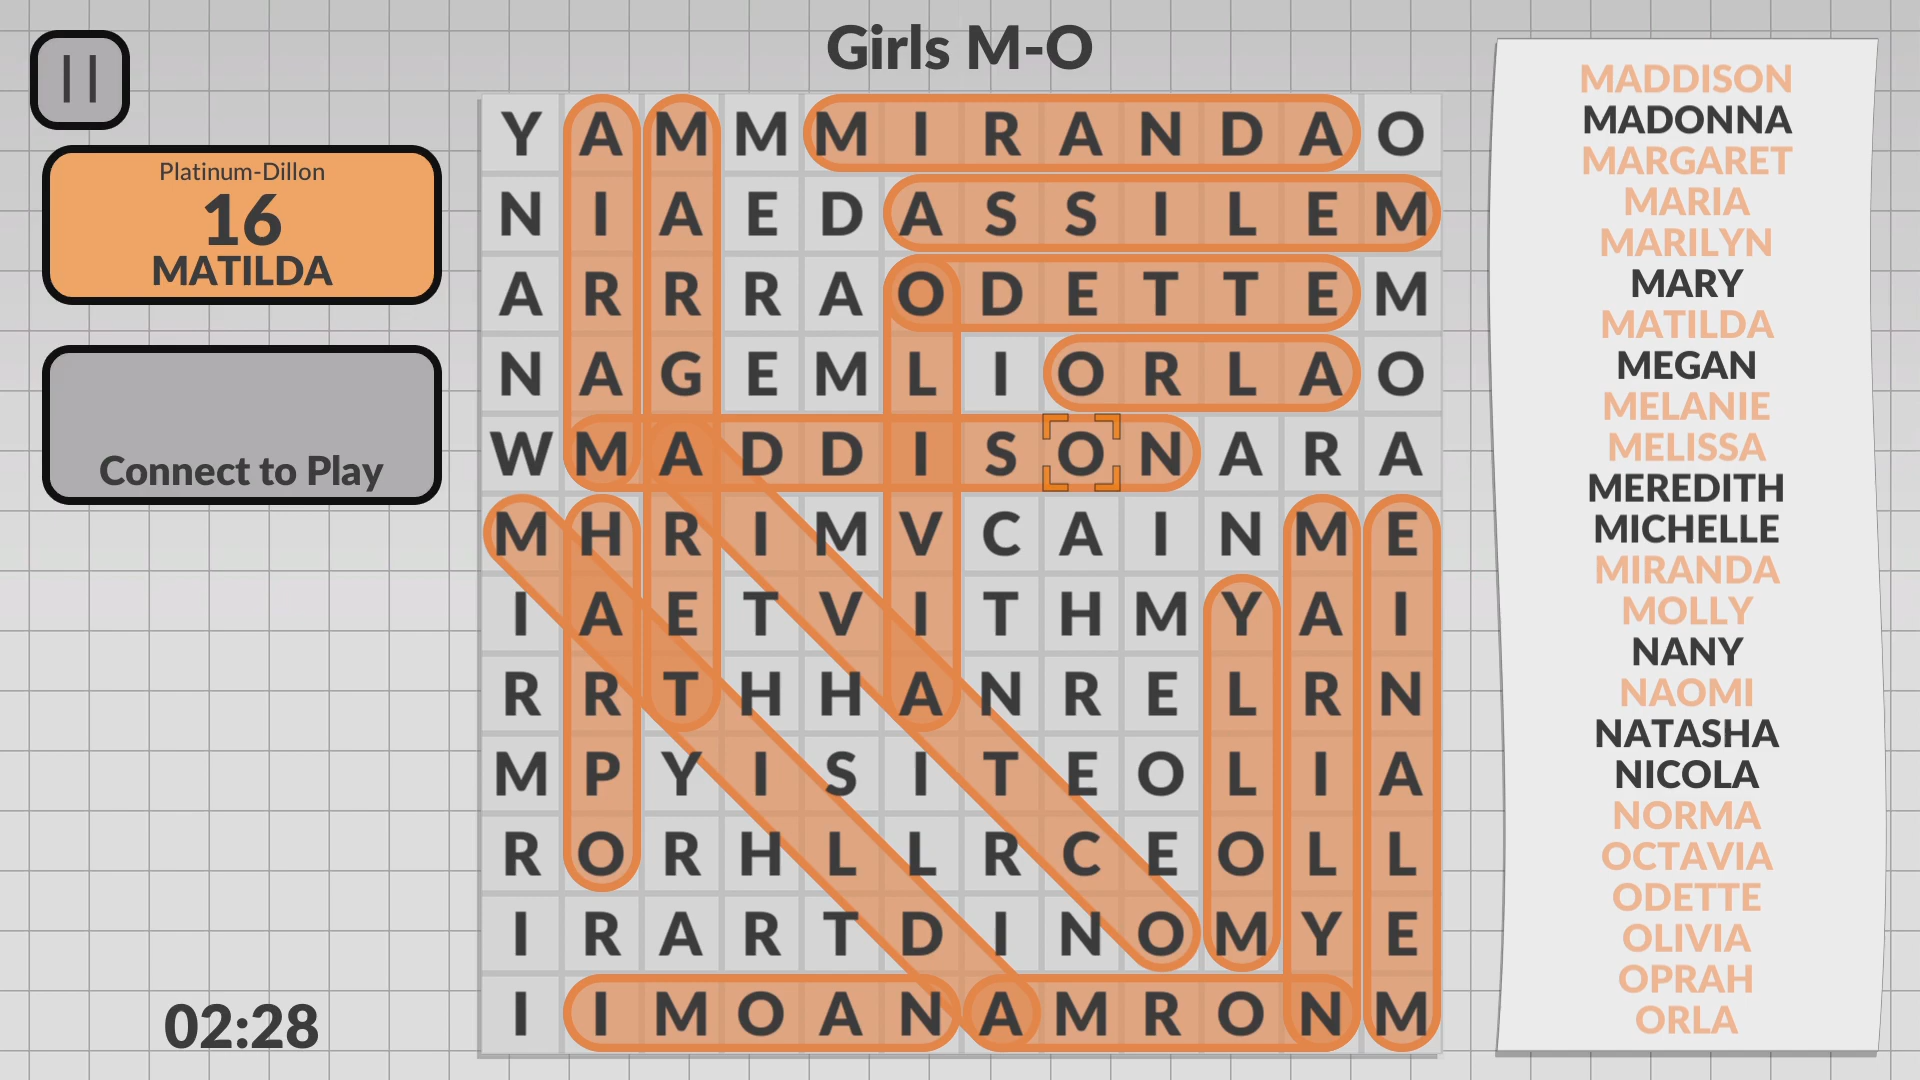 Girls M-O
Platinum-Dillon
16
MATILDA
Connect to Play
02:28
Y A M M M I R A N D A O
N I A E D A S S I L E M
A R R R A O D E T T E M
N A G E M L I O R L A O
W M A D D I S O N A R A
M H R I M V C A I N M E
I A E T V I T H M Y A I
R R T H H A N R E L R N
M P Y I S I T E O L I A
R O R H L L R C E O L L
I R A R T D I N O M Y E
I I M O A N A M R O N M
MADDISON
MADONNA
MARGARET
MARIA
MARILYN
MARY
MATILDA
MEGAN
MELANIE
MELISSA
MEREDITH
MICHELLE
MIRANDA
MOLLY
NANY
NAOMI
NATASHA
NICOLA
NORMA
OCTAVIA
ODETTE
OLIVIA
OPRAH
ORLA